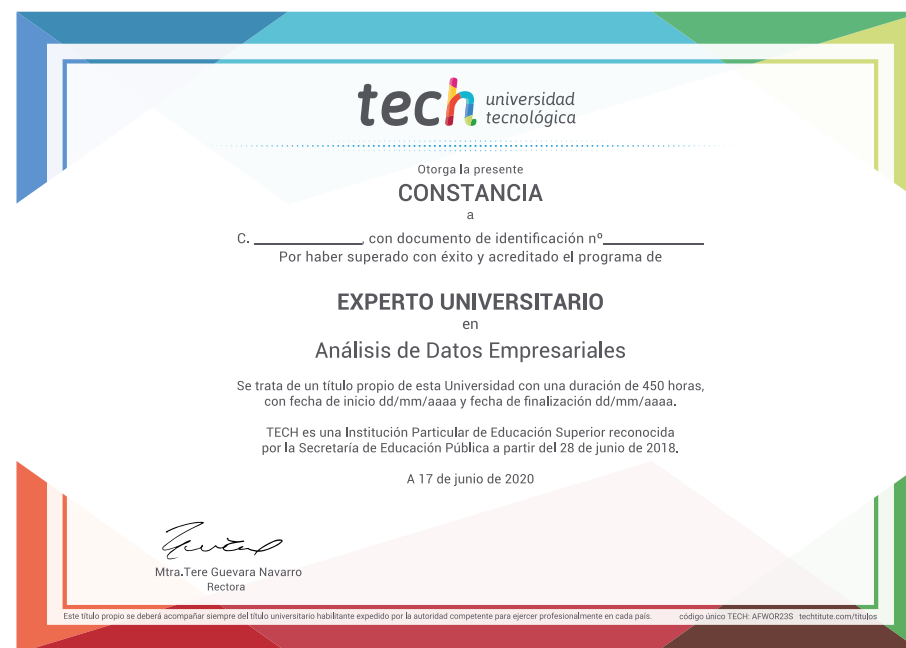 tech universidad
tecnológica
Otorga la presente
CONSTANCIA
a
C. ____________, con documento de identificación nº____________
Por haber superado con éxito y acreditado el programa de
EXPERTO UNIVERSITARIO
en
Análisis de Datos Empresariales
Se trata de un título propio de esta Universidad con una duración de 450 horas,
con fecha de inicio dd/mm/aaaa y fecha de finalización dd/mm/aaaa.
TECH es una Institución Particular de Educación Superior reconocida
por la Secretaría de Educación Pública a partir del 28 de junio de 2018.
A 17 de junio de 2020
Mtra.Tere Guevara Navarro
Rectora
Este título propio se deberá acompañar siempre del título universitario habilitante expedido por la autoridad competente para ejercer profesionalmente en cada país. código único TECH: AFWOR23S techtitute.com/titulos